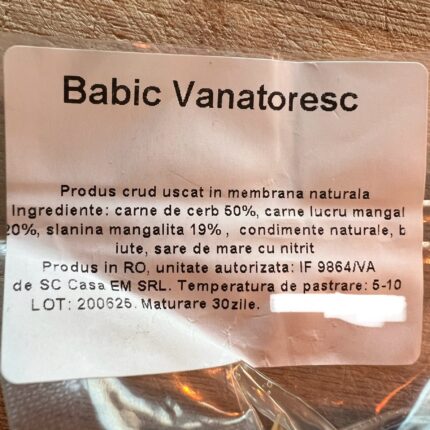 Babic Vanatoresc
Produs crud uscat in membrana naturala
Ingrediente: carne de cerb 50%, carne lucru mangal
20%, slanina mangalita 19% , condimente naturale, b
iute, sare de mare cu nitrit
Produs in RO, unitate autorizata: IF 9864/VA
de SC Casa EM SRL. Temperatura de pastrare: 5-10
LOT: 200625. Maturare 30zile.